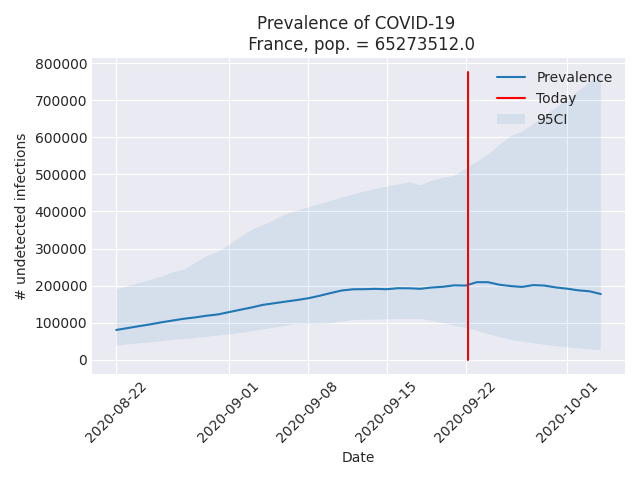 Prevalence of COVID-19
France, pop. = 65273512.0
800000
700000
600000
500000
400000
300000
200000
100000
0
# undetected infections
Prevalence
Today
95CI
2020-08-22
2020-09-01
2020-09-08
2020-09-15
2020-09-22
2020-10-01
Date